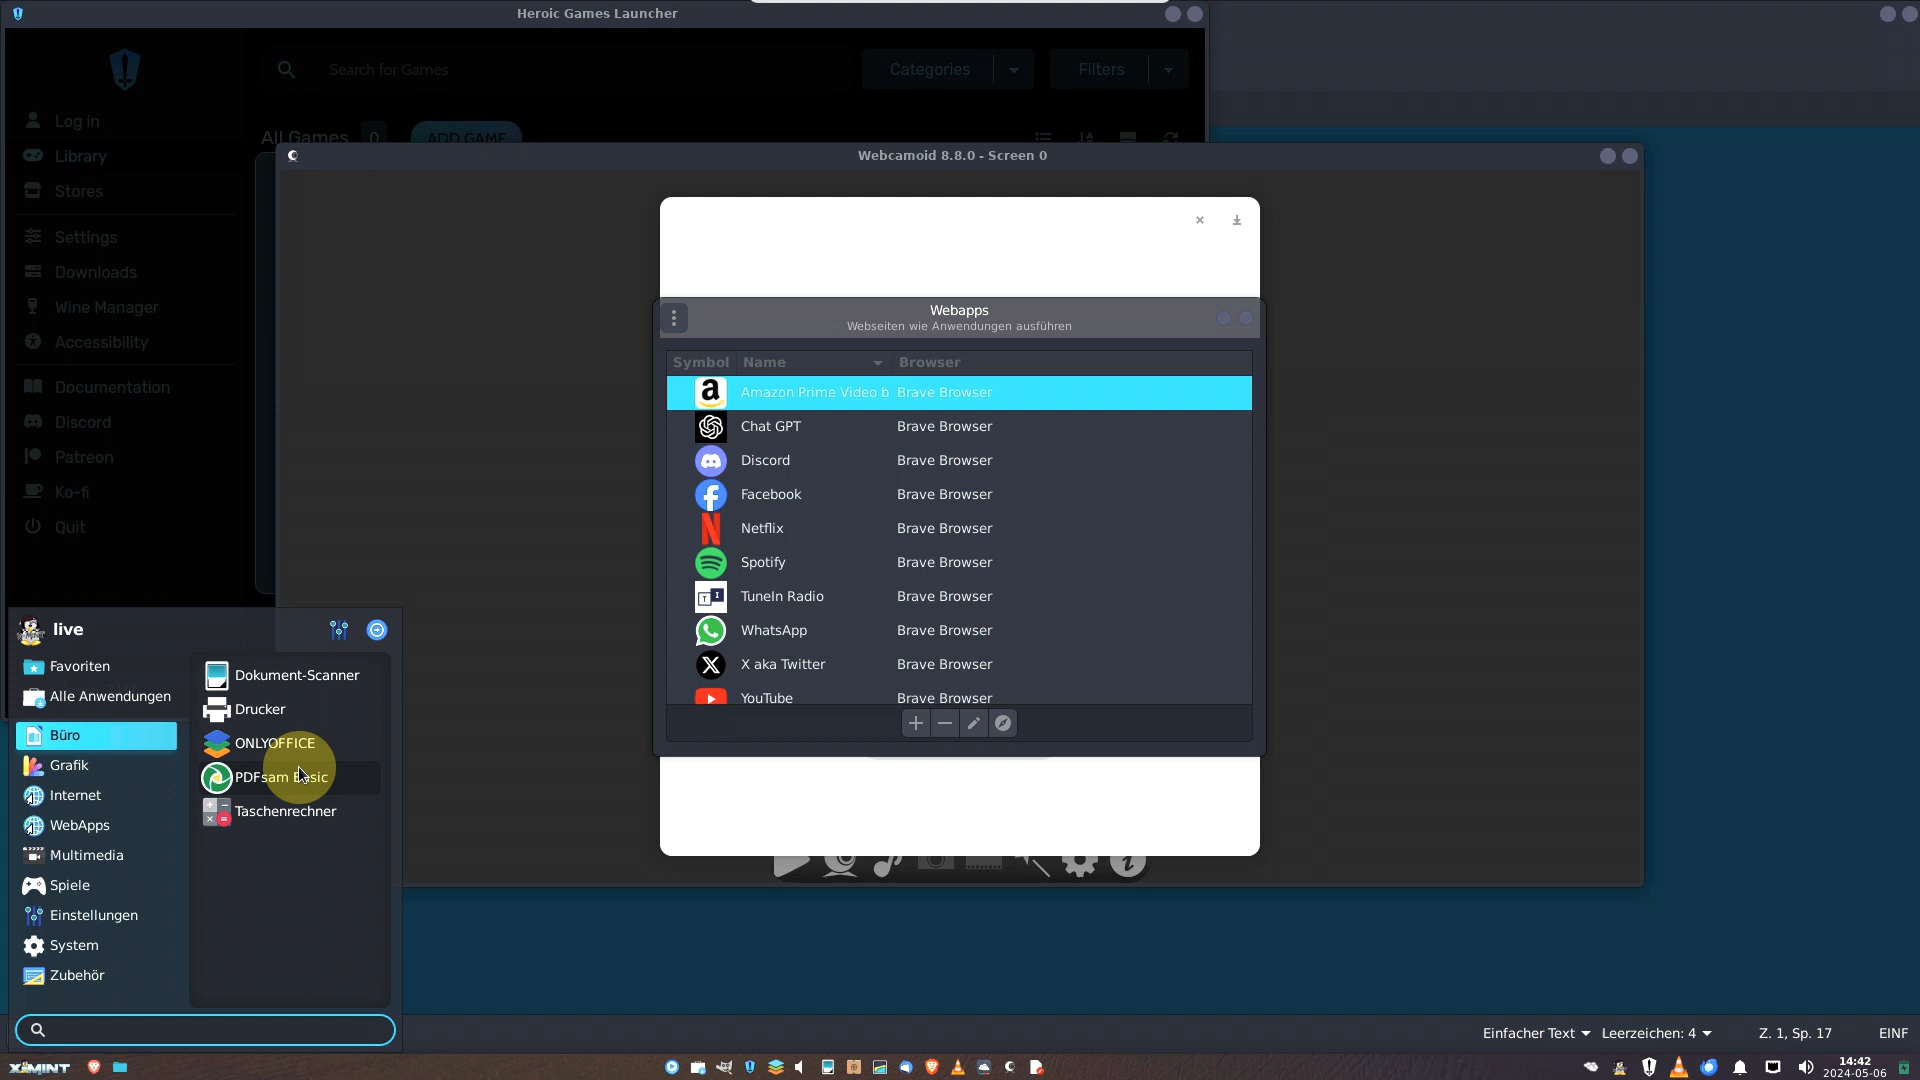 Heroic Games Launcher
Search for Games
Categories
Filters
Log in
Library
Stores
Settings
Downloads
Wine Manager
Accessibility
Documentation
Discord
Patreon
Ko-fi
Quit
All Games 0
ADD GAME
Webcamoid 8.8.0 - Screen 0
Webapps
Webseiten wie Anwendungen ausführen
Symbol Name Browser
Amazon Prime Video b Brave Browser
Chat GPT Brave Browser
Discord Brave Browser
Facebook Brave Browser
Netflix Brave Browser
Spotify Brave Browser
TuneIn Radio Brave Browser
WhatsApp Brave Browser
X aka Twitter Brave Browser
YouTube Brave Browser
live
Favoriten
Alle Anwendungen
Büro
Grafik
Internet
WebApps
Multimedia
Spiele
Einstellungen
System
Zubehör
Dokument-Scanner
Drucker
ONLYOFFICE
PDFsam Basic
Taschenrechner
Einfacher Text Leerzeichen: 4 Z. 1, Sp. 17 EINF
XeMINT
14:42
2024-05-06